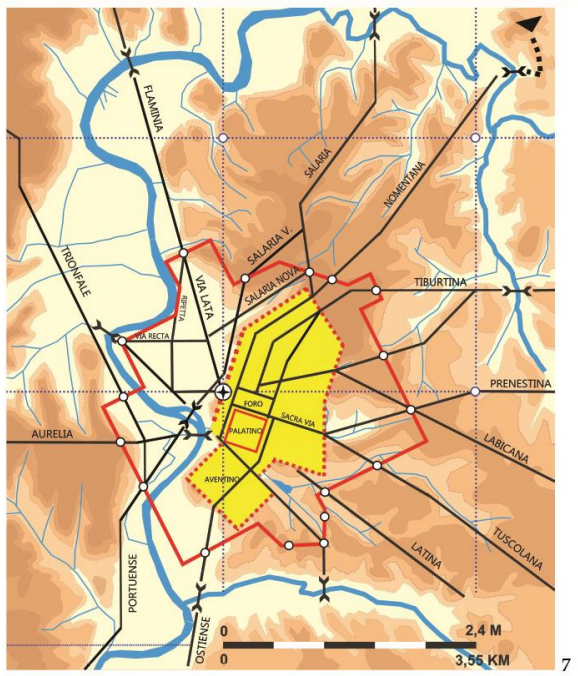 FLAMINIA
SALARIA
NOMENTANA
TRIONFALE
SALARIA V.
VIA LATA
SALARIA NOVA
TIBURTINA
RIPETTA
VIA RECTA
PRENESTINA
FORO
SACRA VIA
AURELIA
PALATINO
LABICANA
AVENTINO
TUSCOLANA
LATINA
PORTUENSE
OSTIENSE
0 2,4 M
0 3,55 KM
7